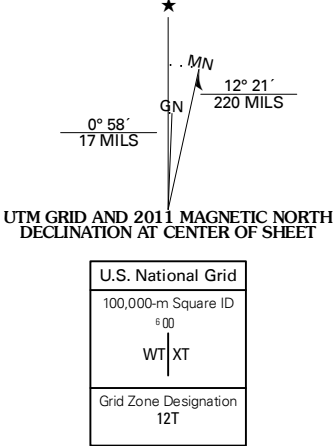 ★
MN
GN
12° 21´
220 MILS
0° 58´
17 MILS
UTM GRID AND 2011 MAGNETIC NORTH
DECLINATION AT CENTER OF SHEET
U.S. National Grid
100,000-m Square ID
6 00
WT XT
Grid Zone Designation
12T